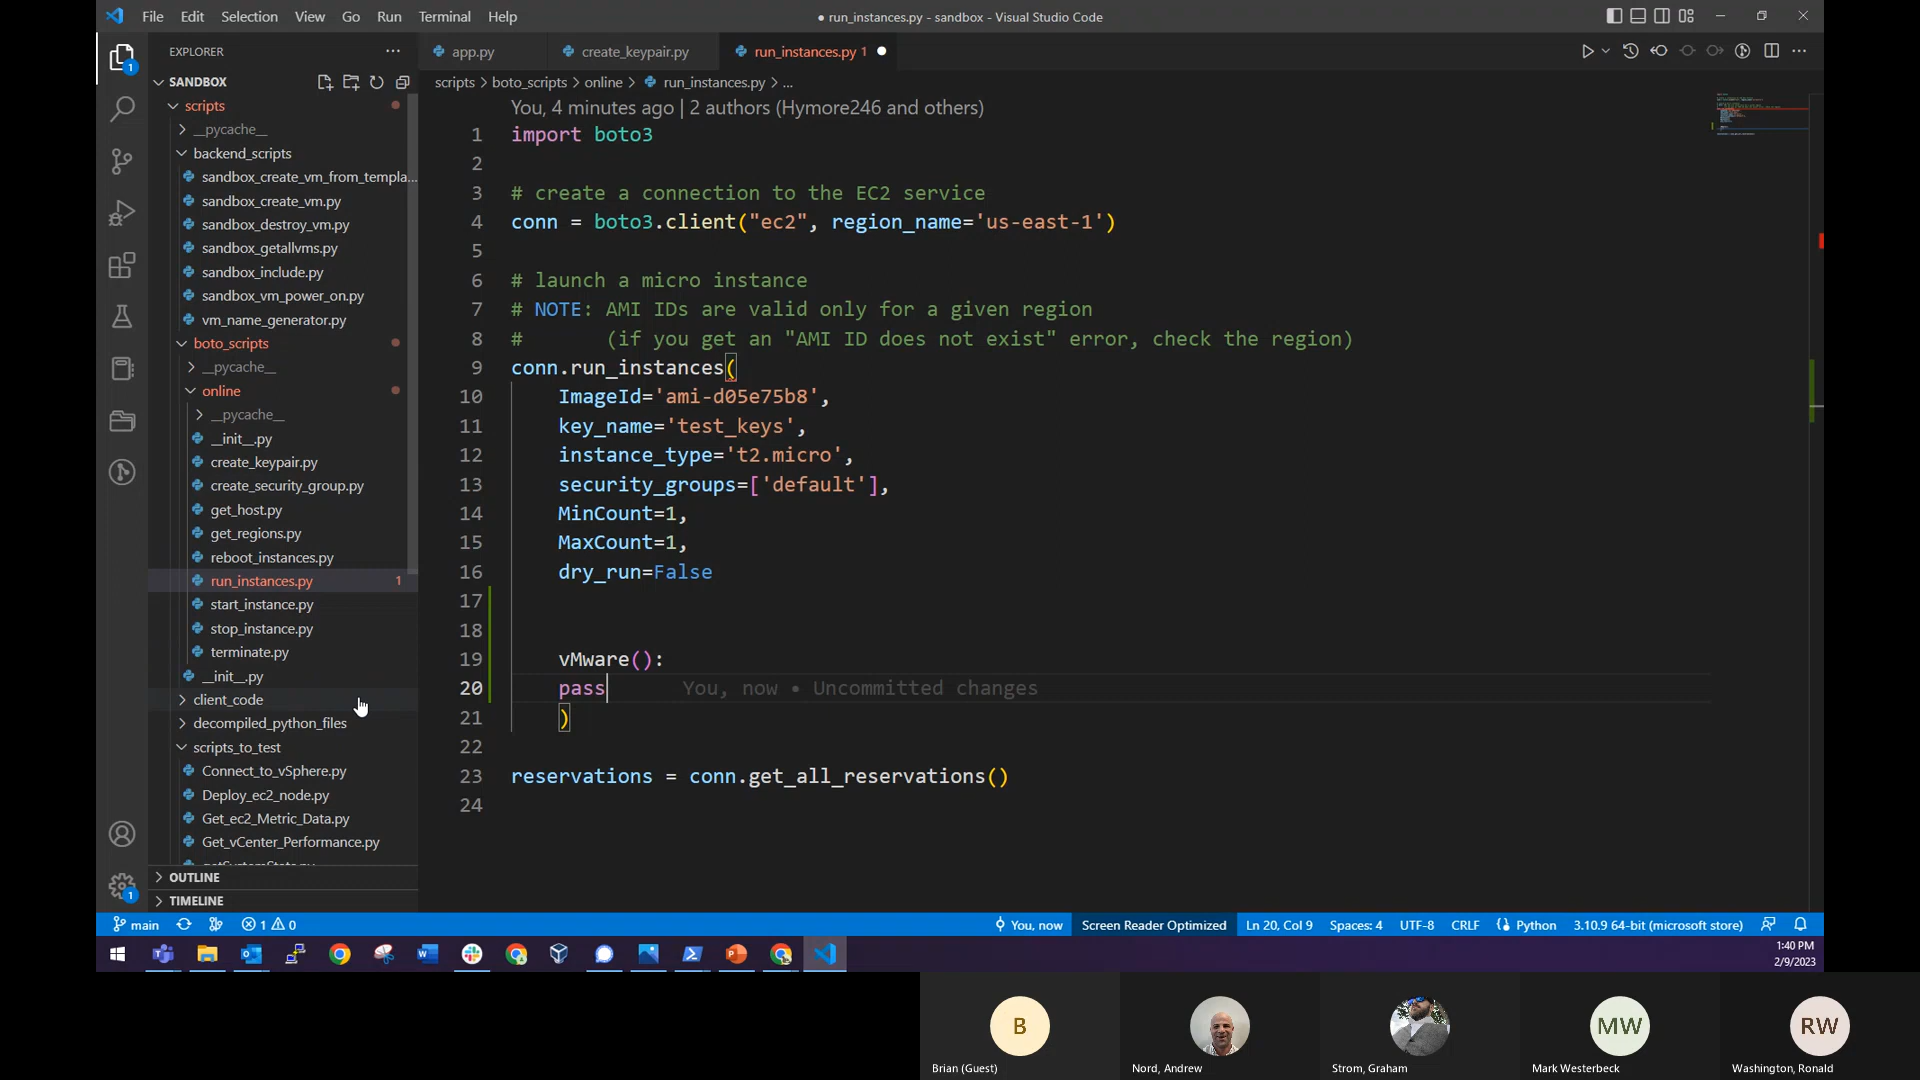 File Edit Selection View Go Run Terminal Help
● run_instances.py - sandbox - Visual Studio Code
EXPLORER
SANDBOX
scripts
__pycache__
backend_scripts
sandbox_create_vm_from_templa...
sandbox_create_vm.py
sandbox_destroy_vm.py
sandbox_getallvms.py
sandbox_include.py
sandbox_vm_power_on.py
vm_name_generator.py
boto_scripts
__pycache__
online
__pycache__
__init__.py
create_keypair.py
create_security_group.py
get_host.py
get_regions.py
reboot_instances.py
run_instances.py 1
start_instance.py
stop_instance.py
terminate.py
__init__.py
client_code
decompiled_python_files
scripts_to_test
Connect_to_vSphere.py
Deploy_ec2_node.py
Get_ec2_Metric_Data.py
Get_vCenter_Performance.py
OUTLINE
TIMELINE
1
1
app.py create_keypair.py run_instances.py 1
scripts > boto_scripts > online > run_instances.py > ...
You, 4 minutes ago | 2 authors (Hymore246 and others)
1 import boto3
2
3 # create a connection to the EC2 service
4 conn = boto3.client("ec2", region_name='us-east-1')
5
6 # launch a micro instance
7 # NOTE: AMI IDs are valid only for a given region
8 # (if you get an "AMI ID does not exist" error, check the region)
9 conn.run_instances(
10 ImageId='ami-d05e75b8',
11 key_name='test_keys',
12 instance_type='t2.micro',
13 security_groups=['default'],
14 MinCount=1,
15 MaxCount=1,
16 dry_run=False
17
18
19 vMware():
20 pass You, now • Uncommitted changes
21 )
22
23 reservations = conn.get_all_reservations()
24
main 1 0 You, now Screen Reader Optimized Ln 20, Col 9 Spaces: 4 UTF-8 CRLF Python 3.10.9 64-bit (microsoft store)
1:40 PM
2/9/2023
B MW RW
Brian (Guest) Nord, Andrew Strom, Graham Mark Westerbeck Washington, Ronald